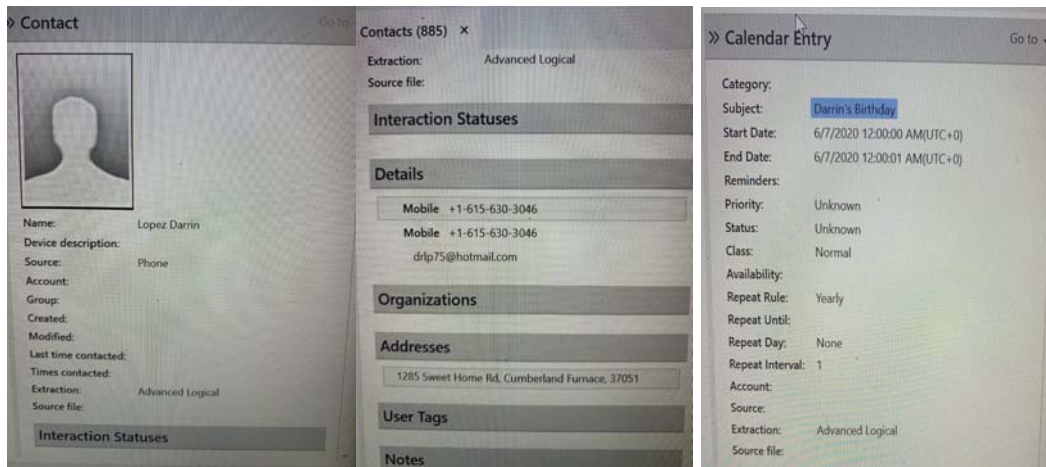 » Contact
Go to
Name: Lopez Darrin
Device description:
Source: Phone
Account:
Group:
Created:
Modified:
Last time contacted:
Times contacted:
Extraction: Advanced Logical
Source file:
Interaction Statuses
Contacts (885) ×
Extraction: Advanced Logical
Source file:
Interaction Statuses
Details
Mobile +1-615-630-3046
Mobile +1-615-630-3046
drlp75@hotmail.com
Organizations
Addresses
1285 Sweet Home Rd, Cumberland Furnace, 37051
User Tags
Notes
» Calendar Entry
Go to
Category:
Subject: Darrin's Birthday
Start Date: 6/7/2020 12:00:00 AM(UTC+0)
End Date: 6/7/2020 12:00:01 AM(UTC+0)
Reminders:
Priority: Unknown
Status: Unknown
Class: Normal
Availability:
Repeat Rule: Yearly
Repeat Until:
Repeat Day: None
Repeat Interval: 1
Account:
Source:
Extraction: Advanced Logical
Source file: